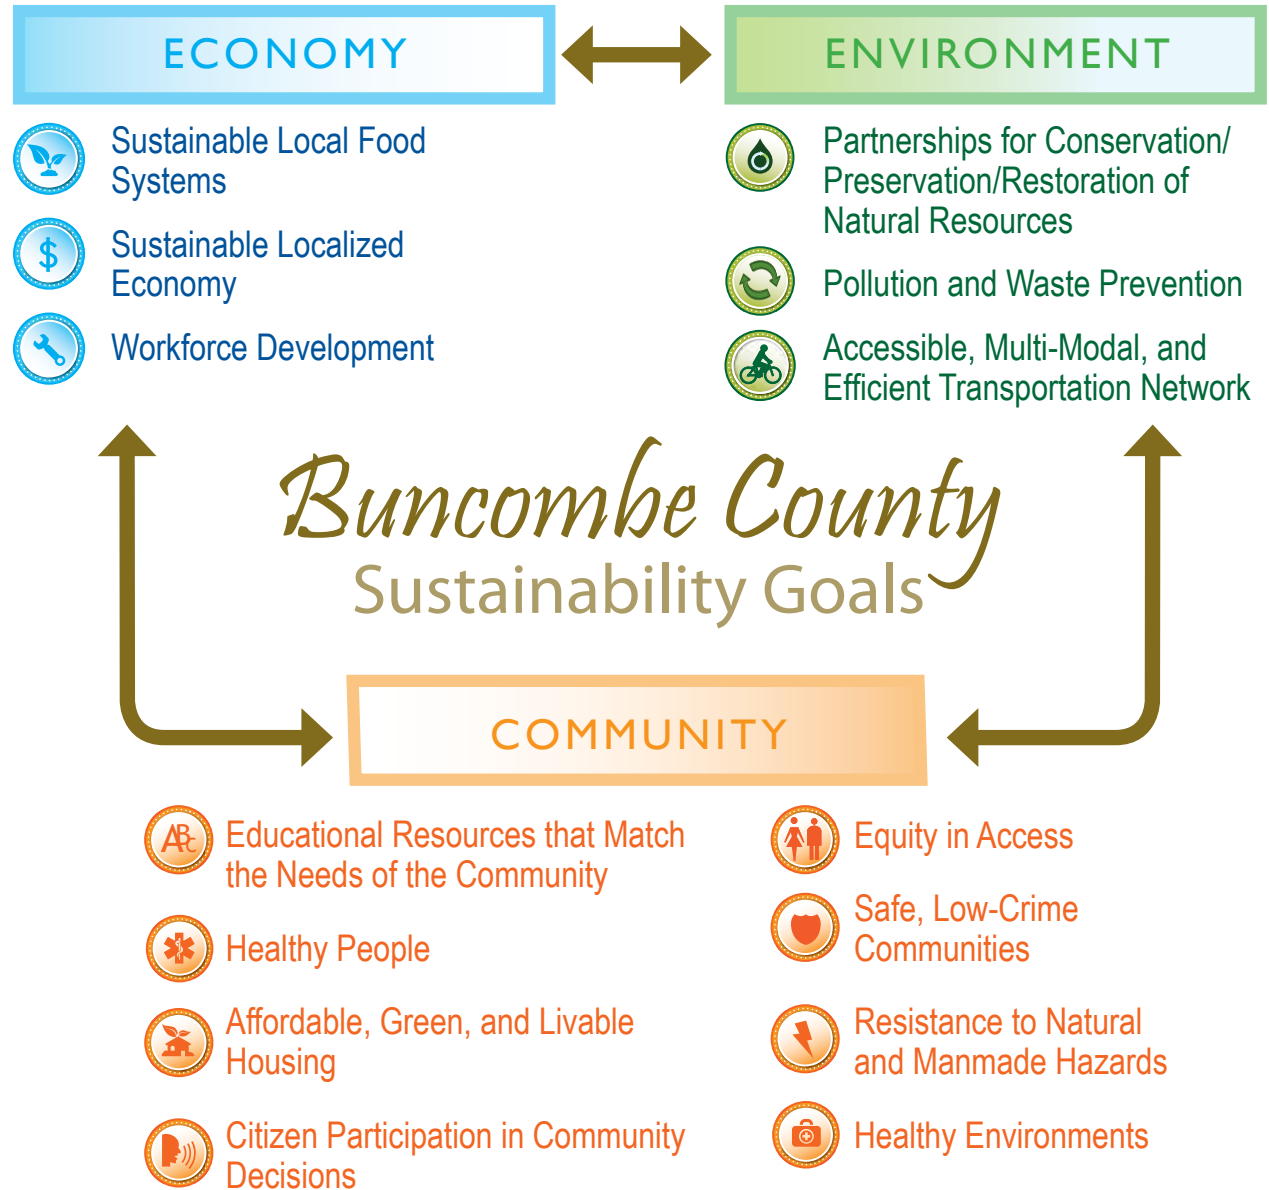 ECONOMY
Sustainable Local Food
Systems
Sustainable Localized
Economy
Workforce Development
ENVIRONMENT
Partnerships for Conservation/
Preservation/Restoration of
Natural Resources
Pollution and Waste Prevention
Accessible, Multi-Modal, and
Efficient Transportation Network
Buncombe County
Sustainability Goals
COMMUNITY
ABC
Educational Resources that Match
the Needs of the Community
Healthy People
Affordable, Green, and Livable
Housing
Citizen Participation in Community
Decisions
Equity in Access
Safe, Low-Crime
Communities
Resistance to Natural
and Manmade Hazards
Healthy Environments